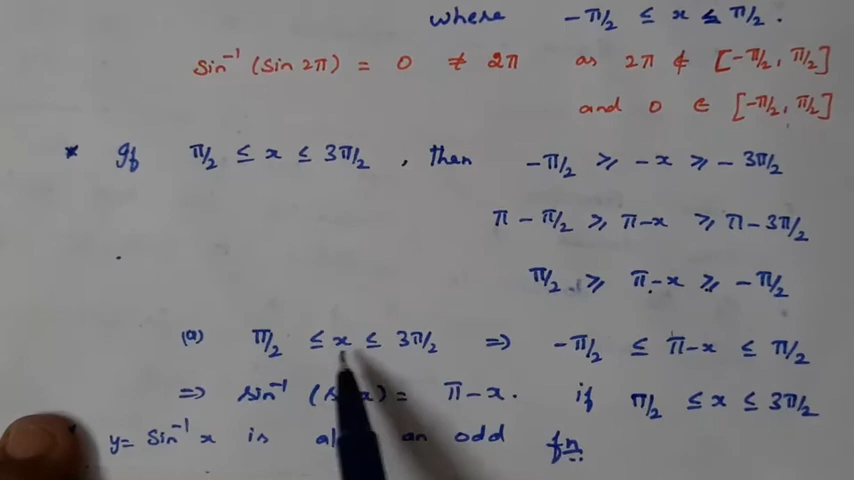 where -π/2 ≤ x ≤ π/2.
sin⁻¹(sin 2π) = 0 ≠ 2π as 2π ∉ [-π/2, π/2]
and 0 ∈ [-π/2, π/2]
* If π/2 ≤ x ≤ 3π/2, then -π/2 ≥ -x ≥ -3π/2
π - π/2 ≥ π-x ≥ π - 3π/2
π/2 ≥ π-x ≥ -π/2
(a) π/2 ≤ x ≤ 3π/2 ⇒ -π/2 ≤ π-x ≤ π/2
⇒ sin⁻¹ ( x) = π-x. if π/2 ≤ x ≤ 3π/2
y = sin⁻¹x is an odd fn